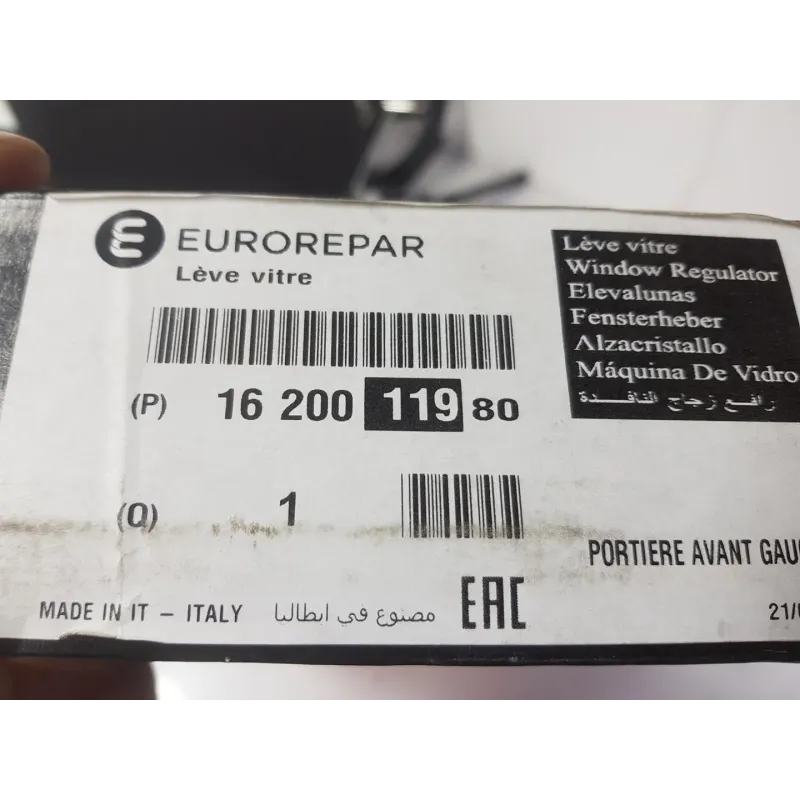 EUROREPAR
Lève vitre
(P) 16 200 119 80
(Q) 1
MADE IN IT – ITALY مصنوع في ايطاليا
EAC
Lève vitre
Window Regulator
Elevalunas
Fensterheber
Alzacristallo
Máquina De Vidro
رافع زجاج النافذة
PORTIERE AVANT